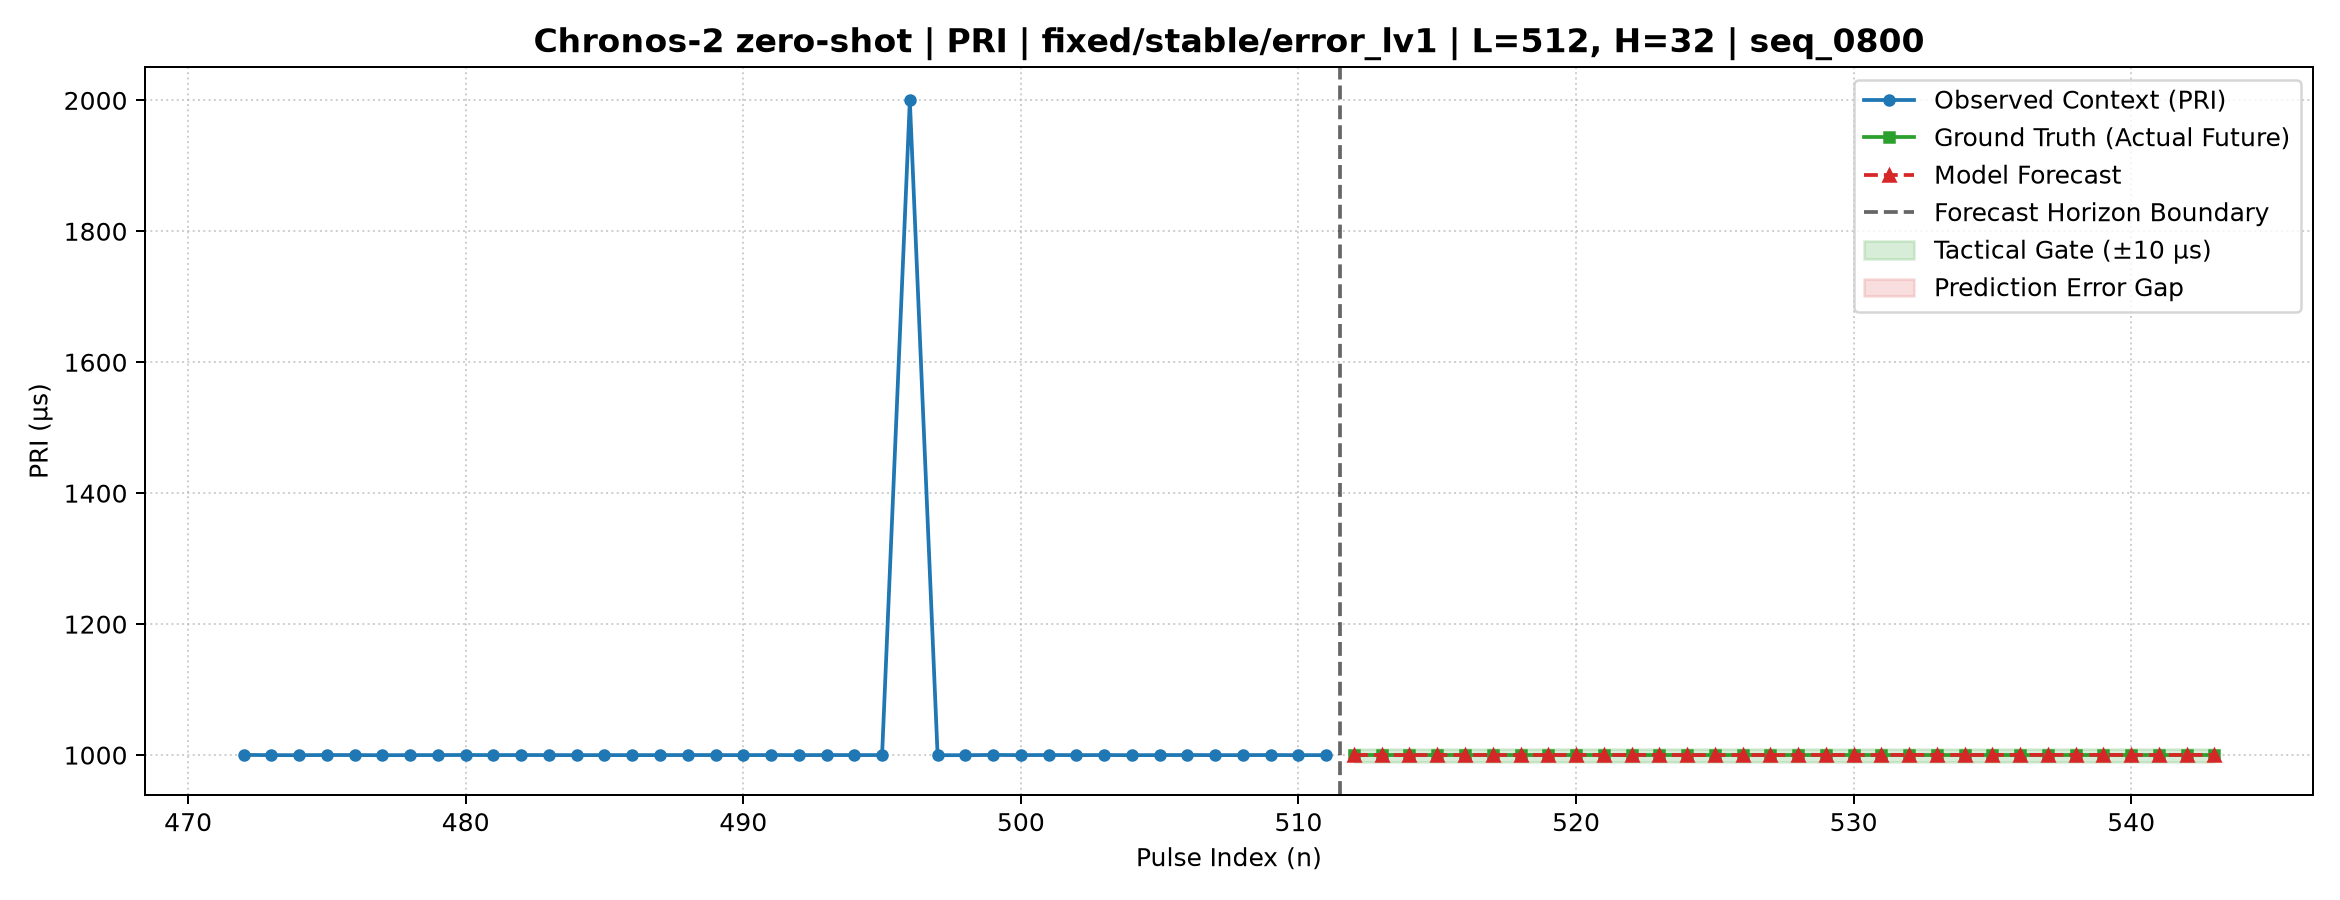 Chronos-2 zero-shot | PRI | fixed/stable/error_lv1 | L=512, H=32 | seq_0800
2000
1800
1600
1400
1200
1000
PRI (µs)
Observed Context (PRI)
Ground Truth (Actual Future)
Model Forecast
Forecast Horizon Boundary
Tactical Gate (±10 µs)
Prediction Error Gap
470 480 490 500 510 520 530 540
Pulse Index (n)